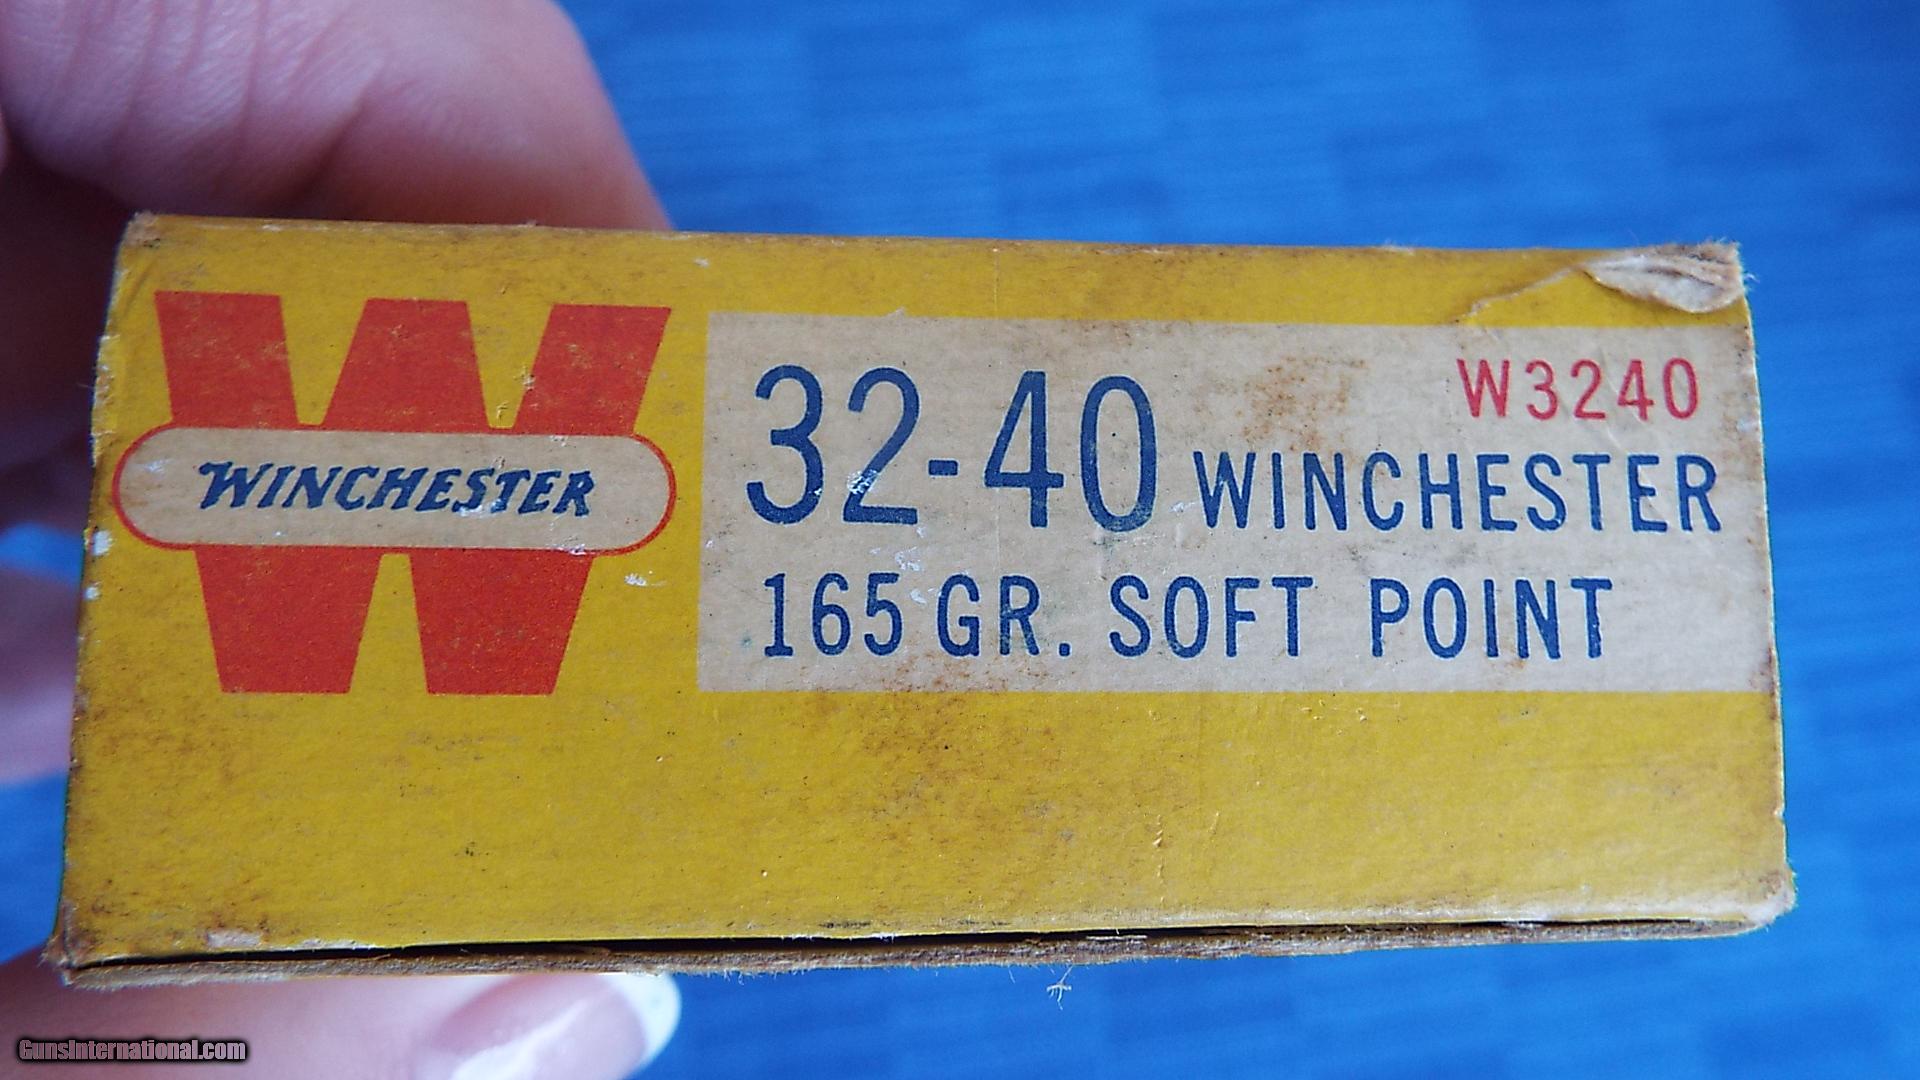 W
WINCHESTER
W3240
32-40 WINCHESTER
165 GR. SOFT POINT
GunsInternational.com